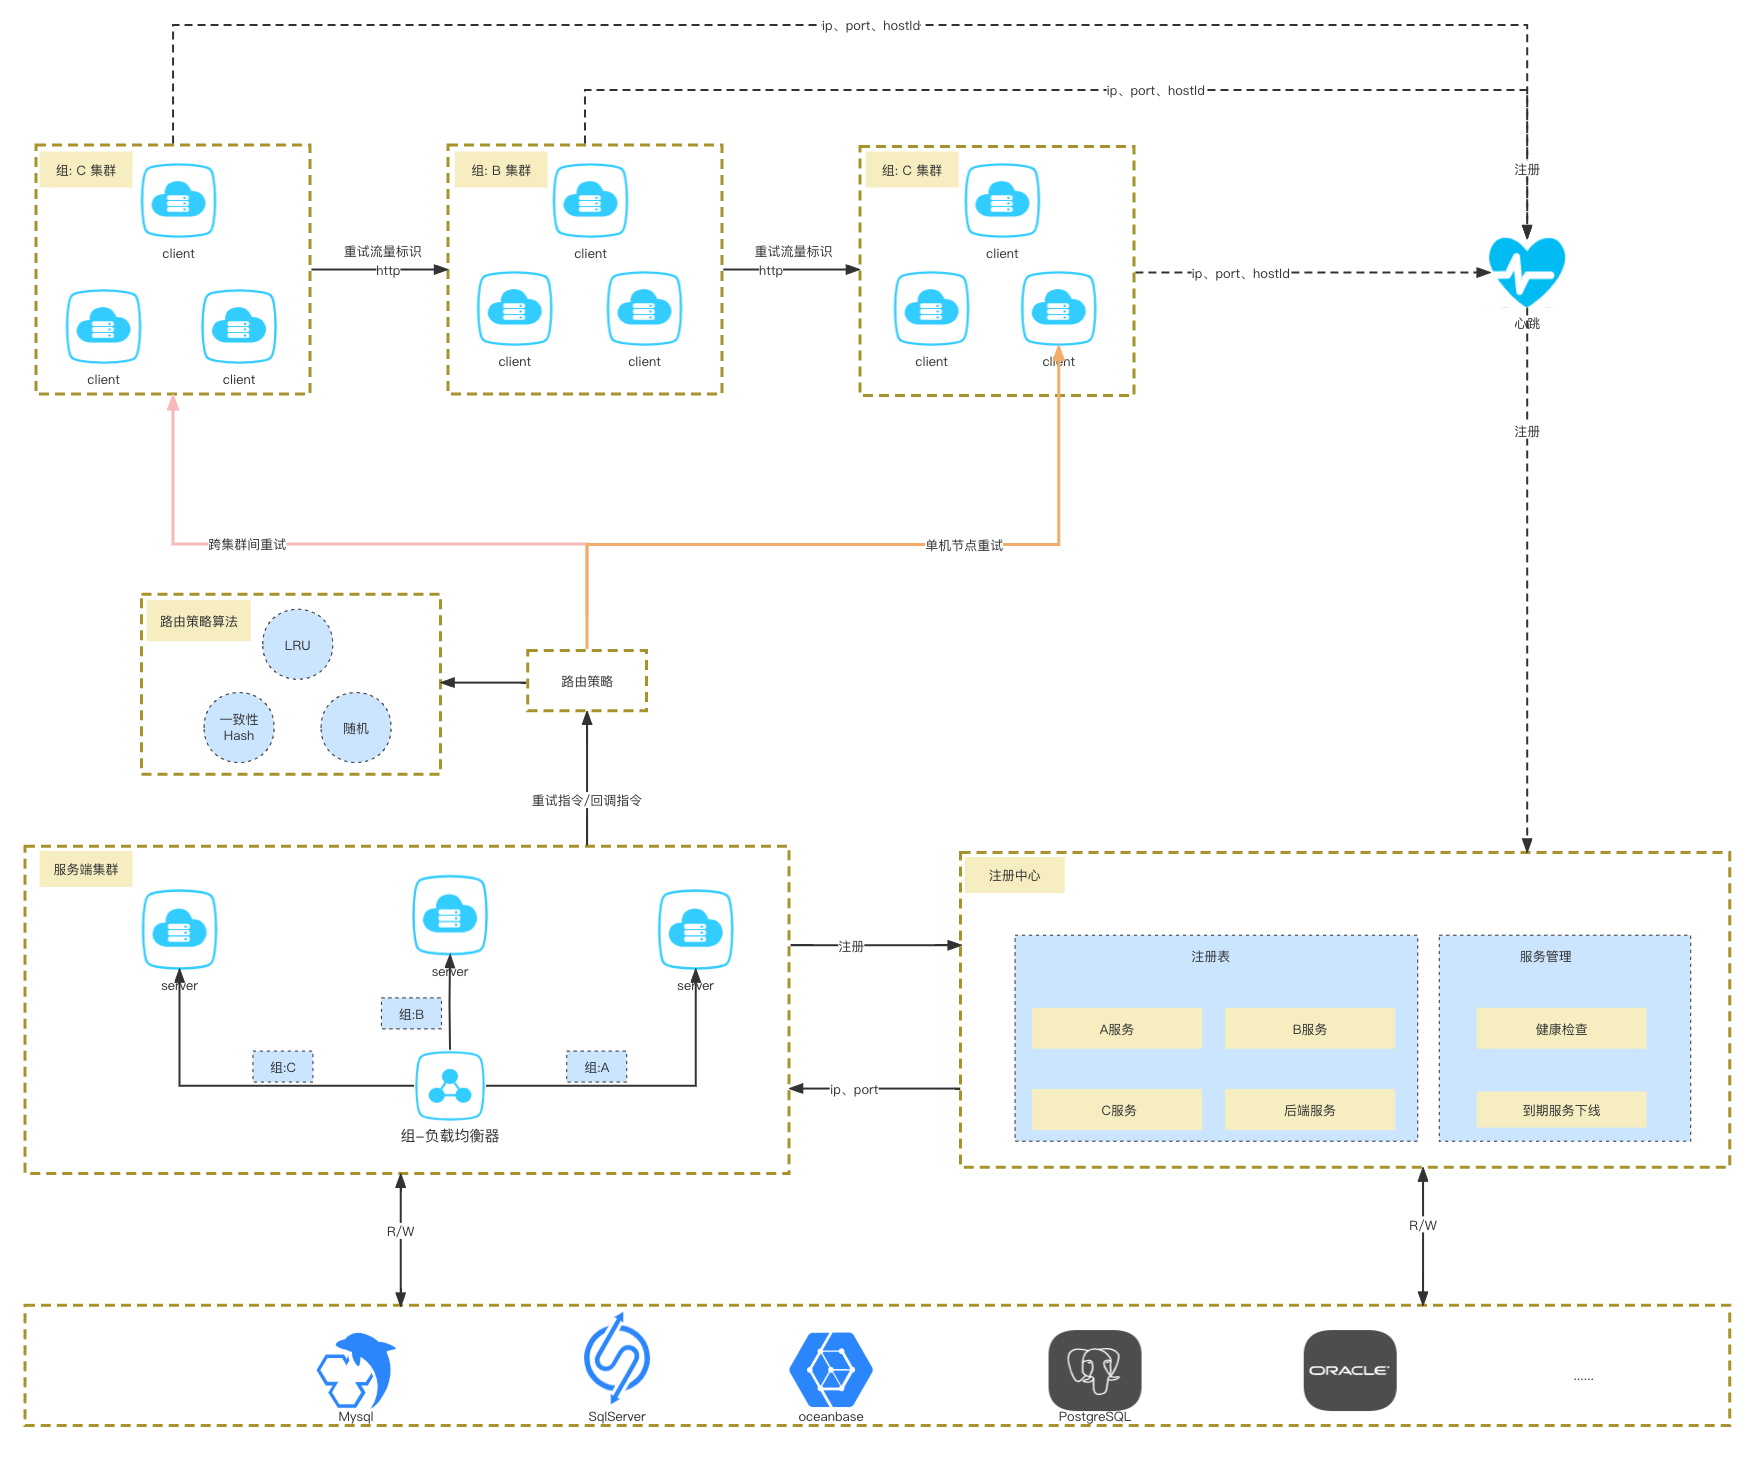 ip、port、hostId
ip、port、hostId
注册
组: C 集群
组: B 集群
组: C 集群
client
client
client
重试流量标识
http
重试流量标识
http
ip、port、hostId
心跳
client
client
client
client
client
client
注册
跨集群间重试
单机节点重试
路由策略算法
LRU
一致性
Hash
随机
路由策略
重试指令/回调指令
服务端集群
server
server
server
组:B
组:C
组:A
组-负载均衡器
注册
ip、port
注册中心
注册表
服务管理
A服务
B服务
健康检查
C服务
后端服务
到期服务下线
R/W
R/W
Mysql
SqlServer
oceanbase
PostgreSQL
ORACLE
......